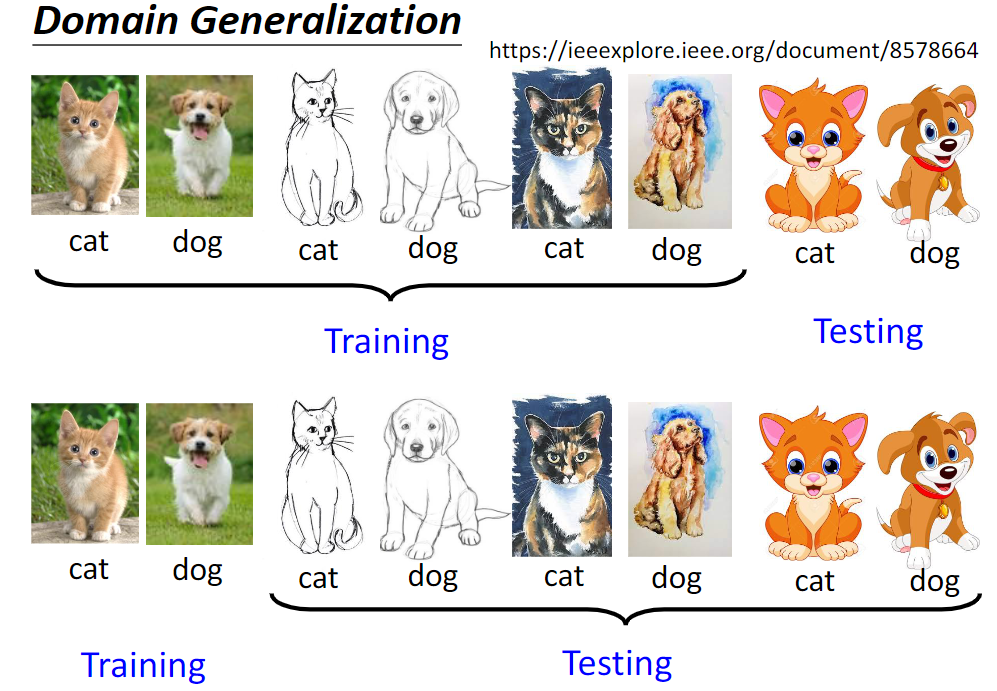 Domain Generalization
https://ieeexplore.ieee.org/document/8578664
cat dog cat dog cat dog cat dog
Training Testing
cat dog cat dog cat dog cat dog
Training Testing